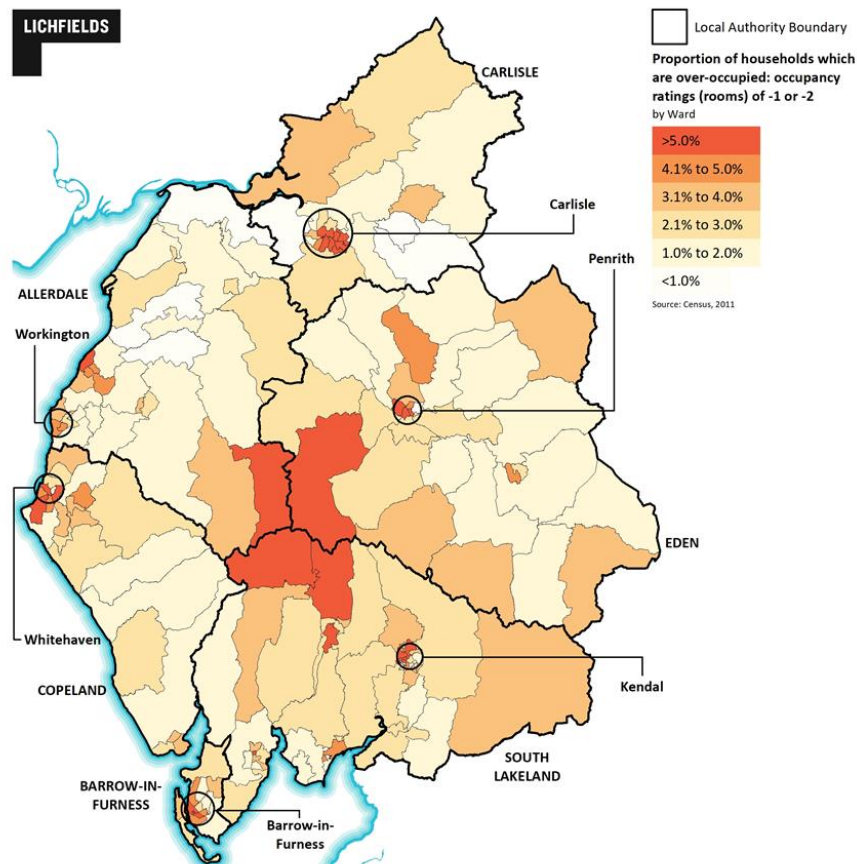 LICHFIELDS
Local Authority Boundary
Proportion of households which
are over-occupied: occupancy
ratings (rooms) of -1 or -2
by Ward
>5.0%
4.1% to 5.0%
3.1% to 4.0%
2.1% to 3.0%
1.0% to 2.0%
<1.0%
Source: Census, 2011
CARLISLE
Carlisle
Penrith
ALLERDALE
Workington
EDEN
Whitehaven
COPELAND
Kendal
SOUTH
LAKELAND
BARROW-IN-
FURNESS
Barrow-in-
Furness